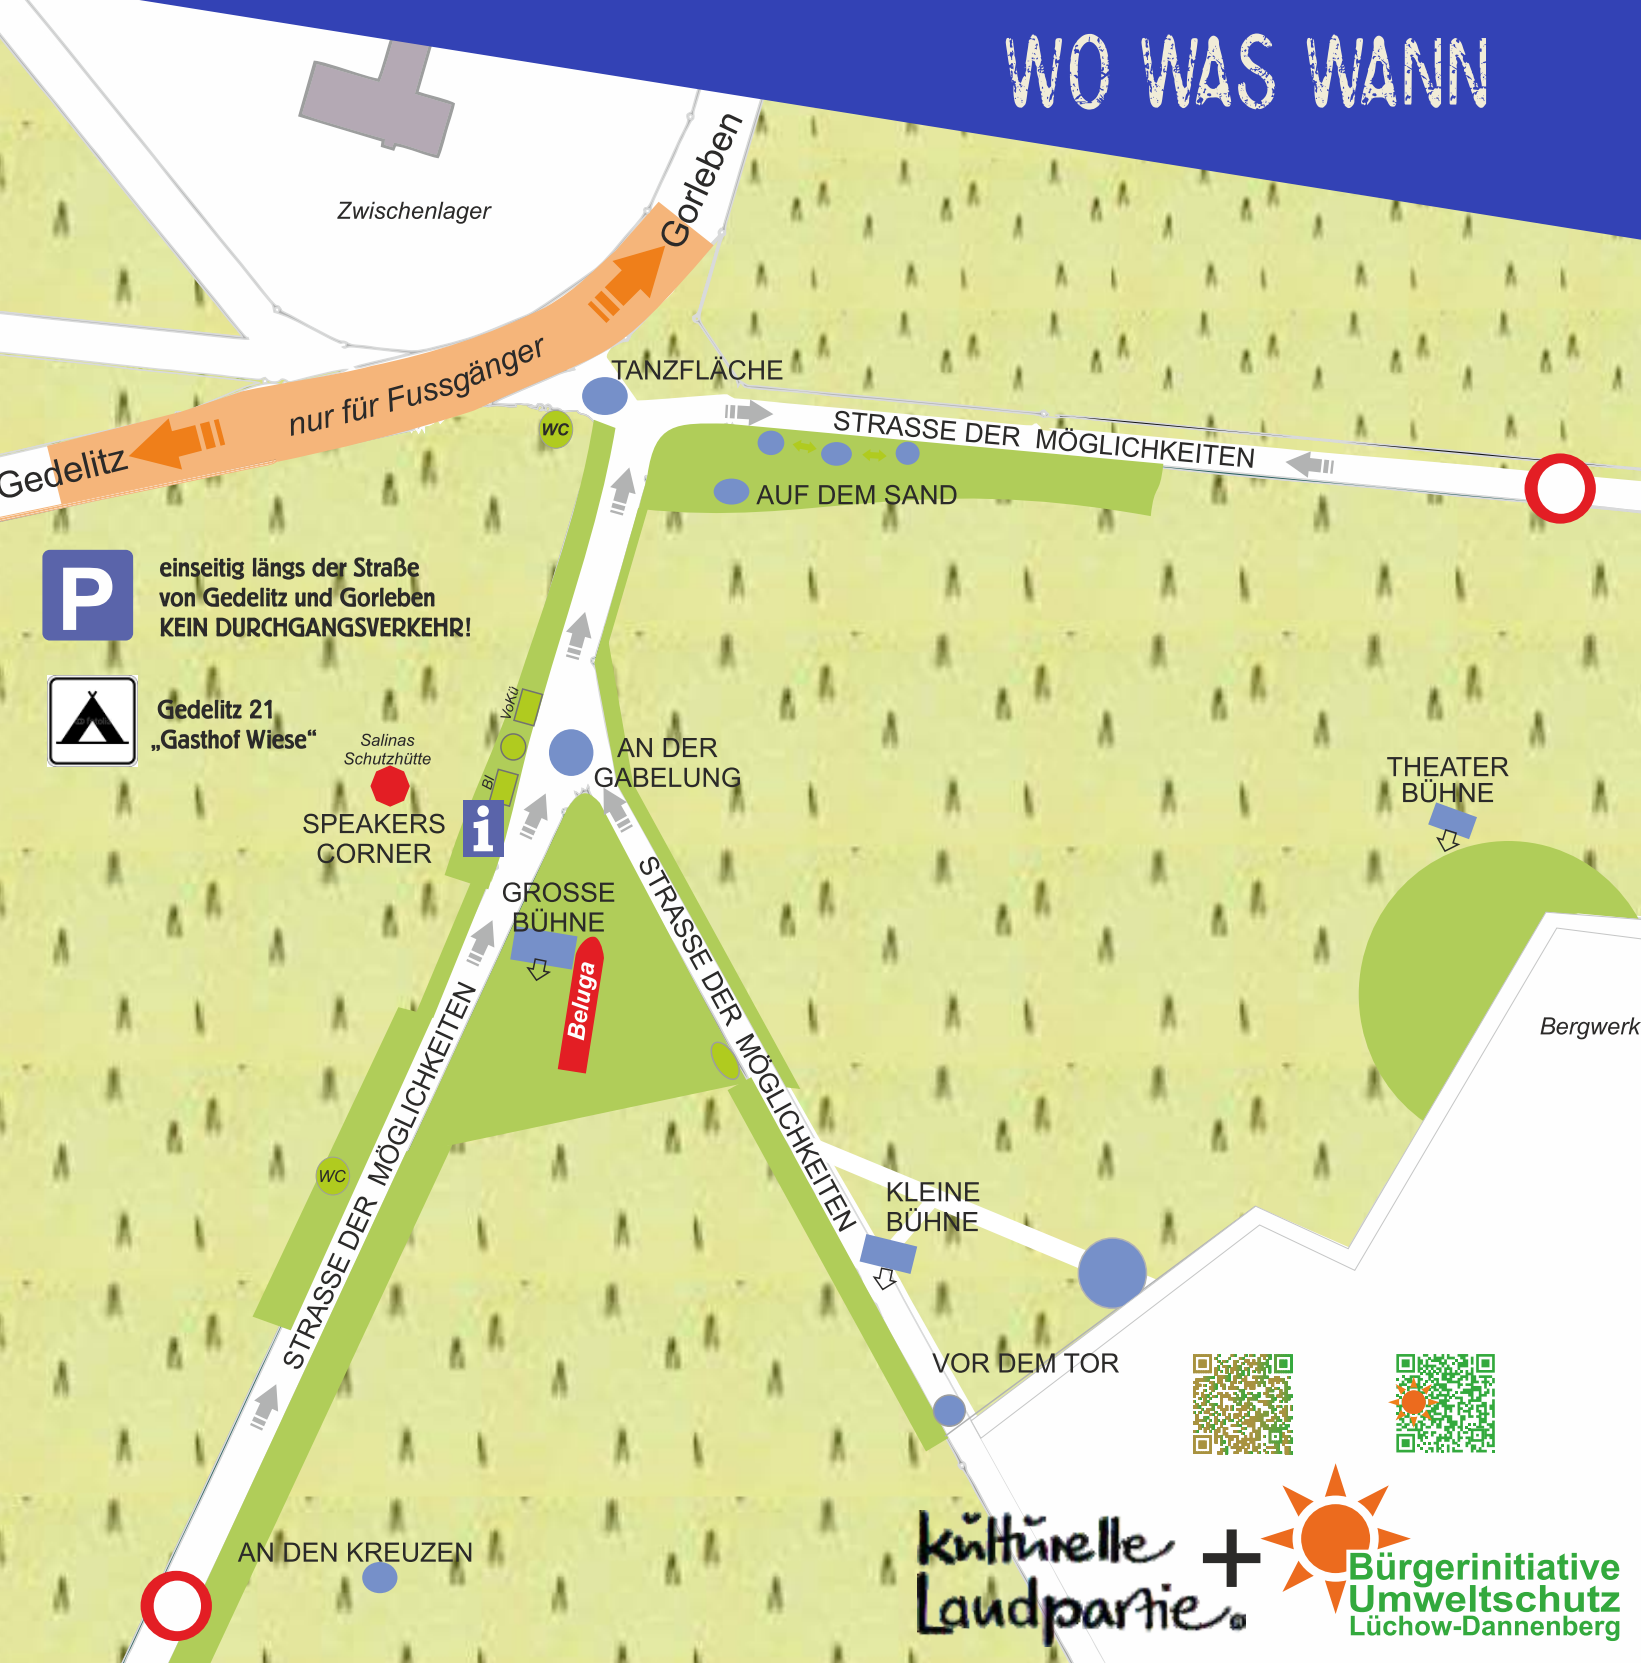 WO WAS WANN
Gorleben
Zwischenlager
nur für Fussgänger
Gedelitz
TANZFLÄCHE
WC
STRASSE DER MÖGLICHKEITEN
AUF DEM SAND
P
einseitig längs der Straße
von Gedelitz und Gorleben
KEIN DURCHGANGSVERKEHR!
Gedelitz 21
„Gasthof Wiese“
Salinas
Schutzhütte
SPEAKERS
CORNER
VoKü
BI
i
AN DER
GABELUNG
THEATER
BÜHNE
GROSSE
BÜHNE
Beluga
STRASSE DER MÖGLICHKEITEN
STRASSE DER MÖGLICHKEITEN
Bergwerk
WC
KLEINE
BÜHNE
VOR DEM TOR
AN DEN KREUZEN
kulturelle
Landpartie
+
Bürgerinitiative
Umweltschutz
Lüchow-Dannenberg